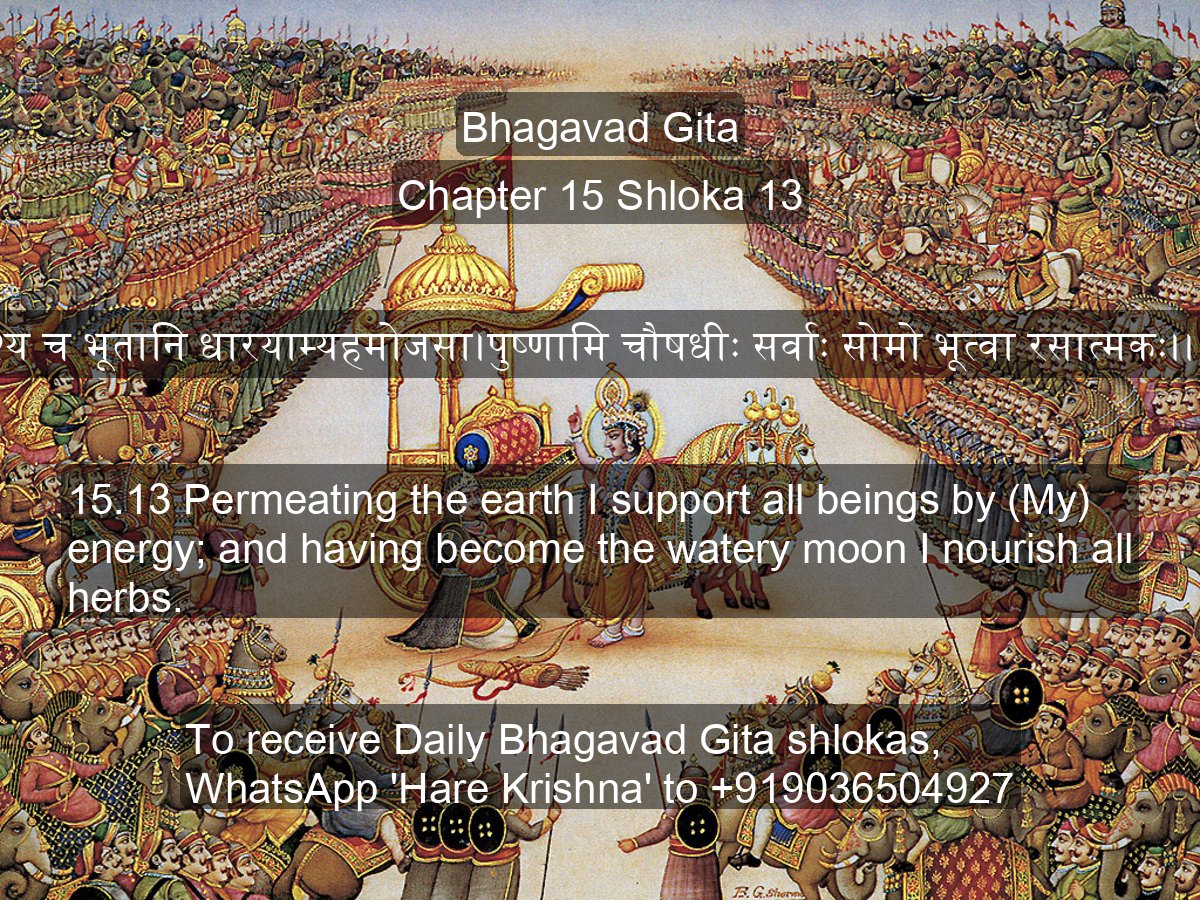 Bhagavad Gita
Chapter 15 Shloka 13
च भूतानि धारयाम्यहमोजसा।पुष्णामि चौषधीः सर्वाः सोमो भूत्वा रसात्मकः।।
15.13 Permeating the earth I support all beings by (My)
energy; and having become the watery moon I nourish all
herbs.
To receive Daily Bhagavad Gita shlokas,
WhatsApp 'Hare Krishna' to +919036504927
B.G. Sharma